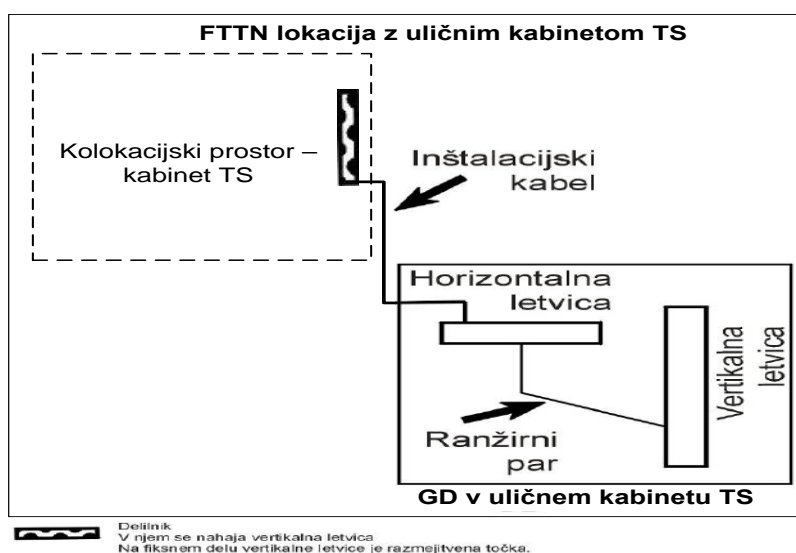 FTTN lokacija z uličnim kabinetom TS
Kolokacijski prostor –
kabinet TS
Inštalacijski
kabel
Horizontalna
letvica
Vertikalna
letvica
Ranžirni
par
GD v uličnem kabinetu TS
Delilnik
V njem se nahaja vertikalna letvica
Na fiksnem delu vertikalne letvice je razmejitvena točka.